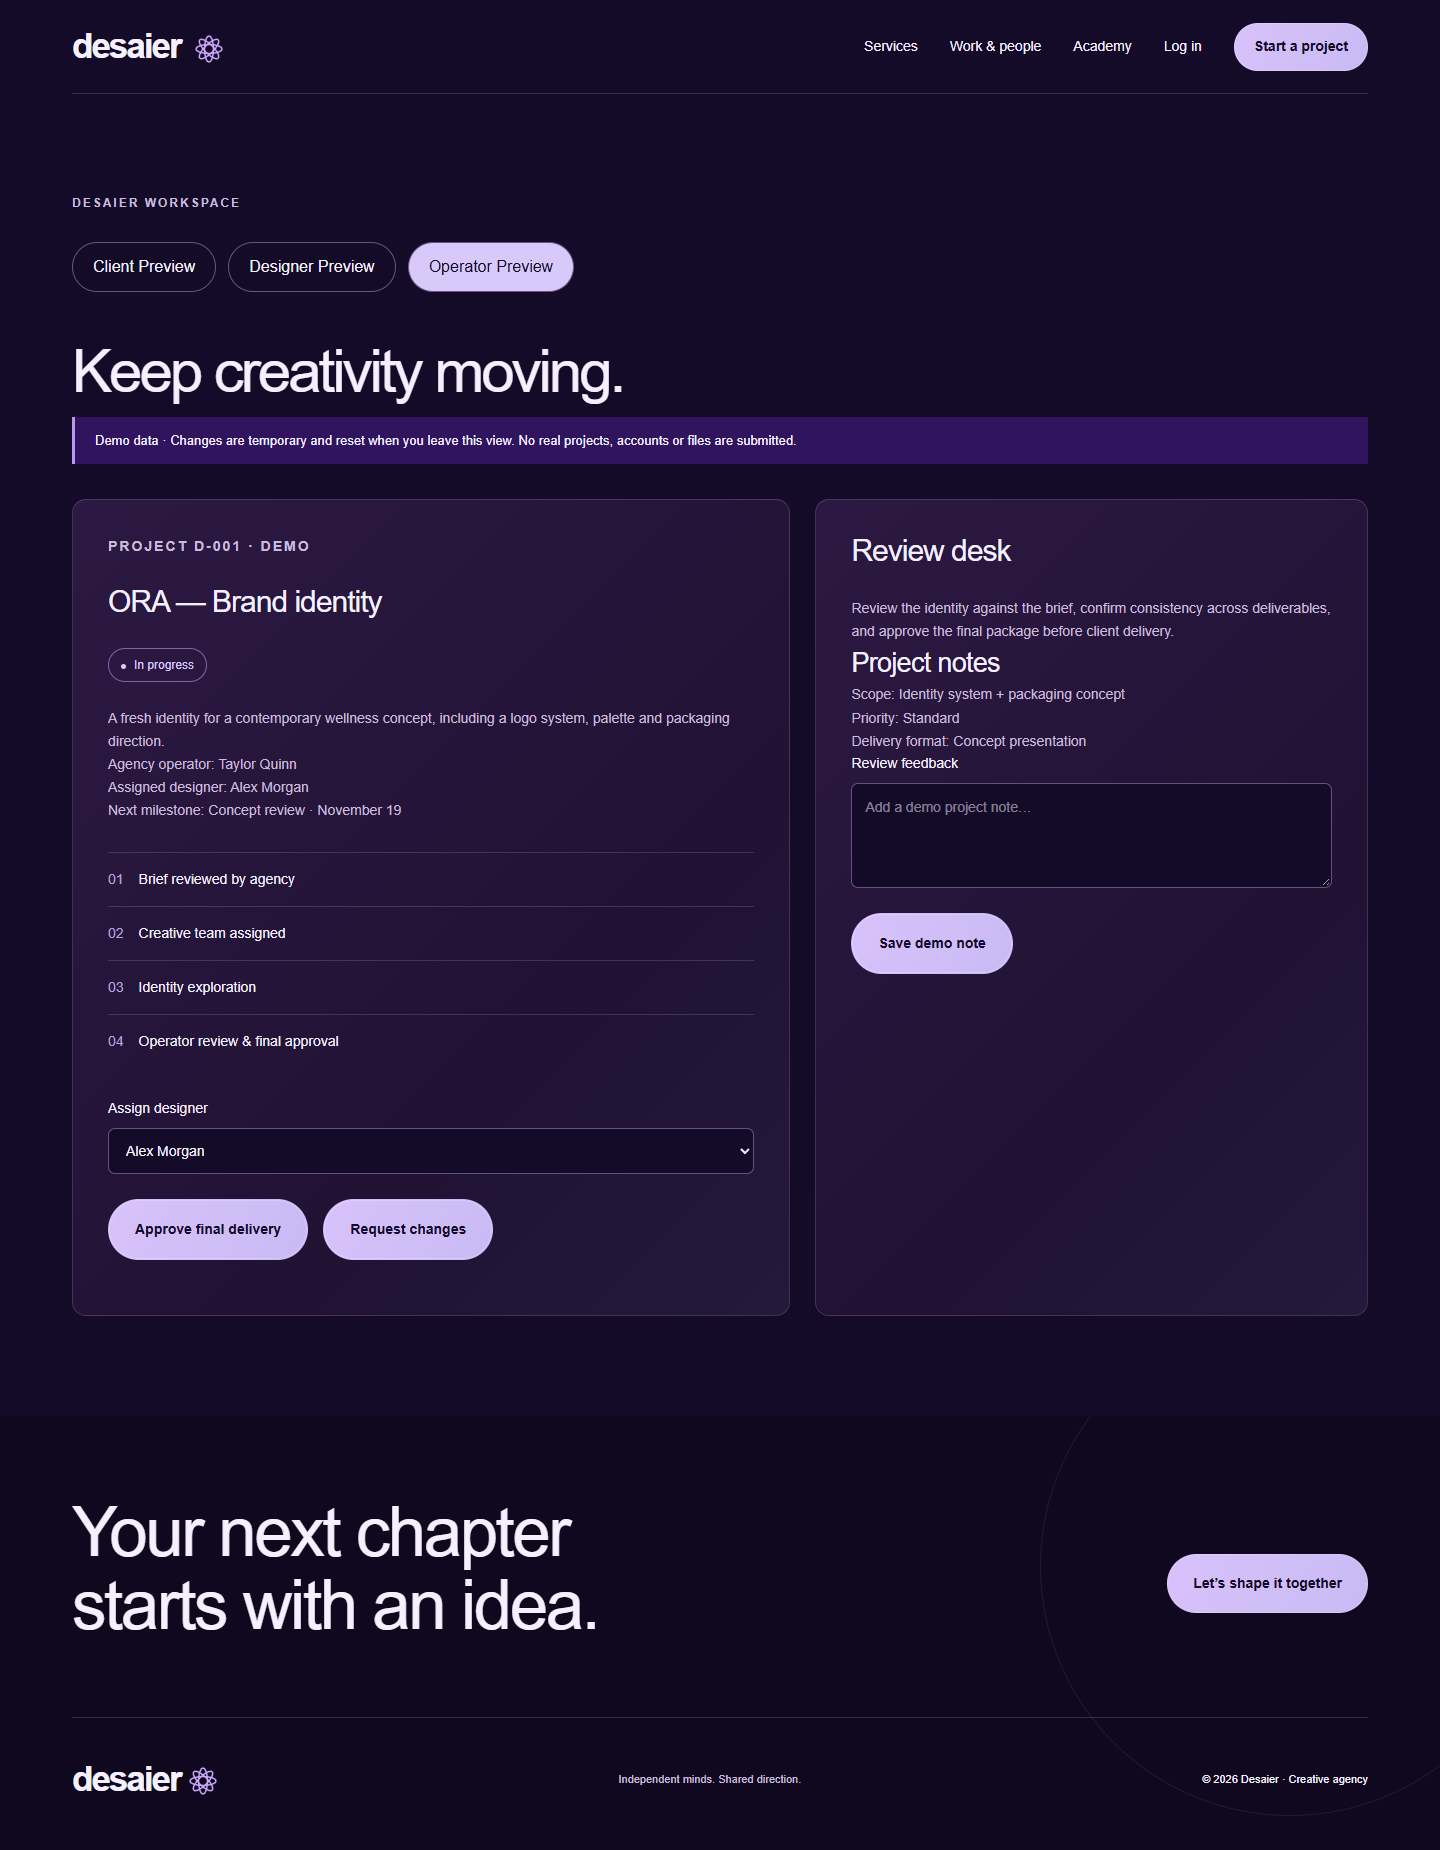 desaier
Services
Work & people
Academy
Log in
Start a project
DESAIER WORKSPACE
Client Preview
Designer Preview
Operator Preview
Keep creativity moving.
Demo data · Changes are temporary and reset when you leave this view. No real projects, accounts or files are submitted.
PROJECT D-001 · DEMO
ORA — Brand identity
In progress
A fresh identity for a contemporary wellness concept, including a logo system, palette and packaging
direction.
Agency operator: Taylor Quinn
Assigned designer: Alex Morgan
Next milestone: Concept review · November 19
01 Brief reviewed by agency
02 Creative team assigned
03 Identity exploration
04 Operator review & final approval
Assign designer
Alex Morgan
Approve final delivery
Request changes
Review desk
Review the identity against the brief, confirm consistency across deliverables,
and approve the final package before client delivery.
Project notes
Scope: Identity system + packaging concept
Priority: Standard
Delivery format: Concept presentation
Review feedback
Add a demo project note…
Save demo note
Your next chapter
starts with an idea.
Let’s shape it together
desaier
Independent minds. Shared direction.
© 2026 Desaier · Creative agency